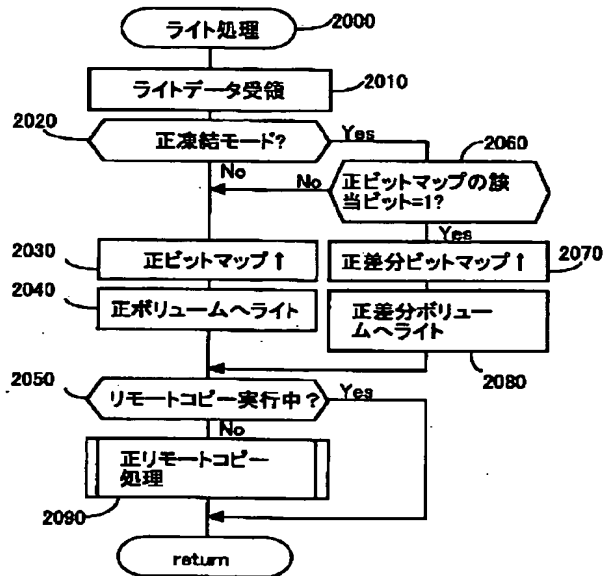 ライト処理
2000
ライトデータ受領
2010
2020
正凍結モード?
Yes
2060
No
No
正ビットマップの該
当ビット=1?
Yes
2030
正ビットマップ↑
正差分ビットマップ↑
2070
2040
正ボリュームへライト
正差分ボリュー
ムへライト
2080
2050
リモートコピー実行中?
Yes
No
正リモートコピー
処理
2090
return